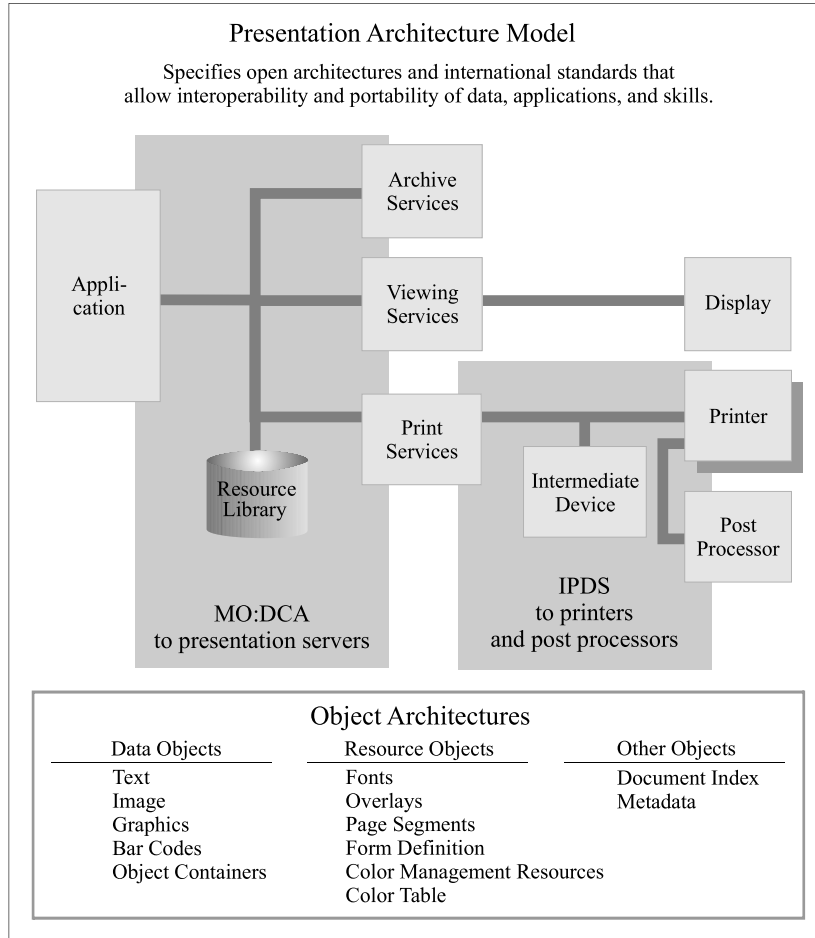 Presentation Architecture Model
Specifies open architectures and international standards that
allow interoperability and portability of data, applications, and skills.
Archive
Services
Appli-
cation
Viewing
Services
Display
Print
Services
Printer
Resource
Library
Intermediate
Device
Post
Processor
MO:DCA
to presentation servers
IPDS
to printers
and post processors
Object Architectures
Data Objects
Text
Image
Graphics
Bar Codes
Object Containers
Resource Objects
Fonts
Overlays
Page Segments
Form Definition
Color Management Resources
Color Table
Other Objects
Document Index
Metadata